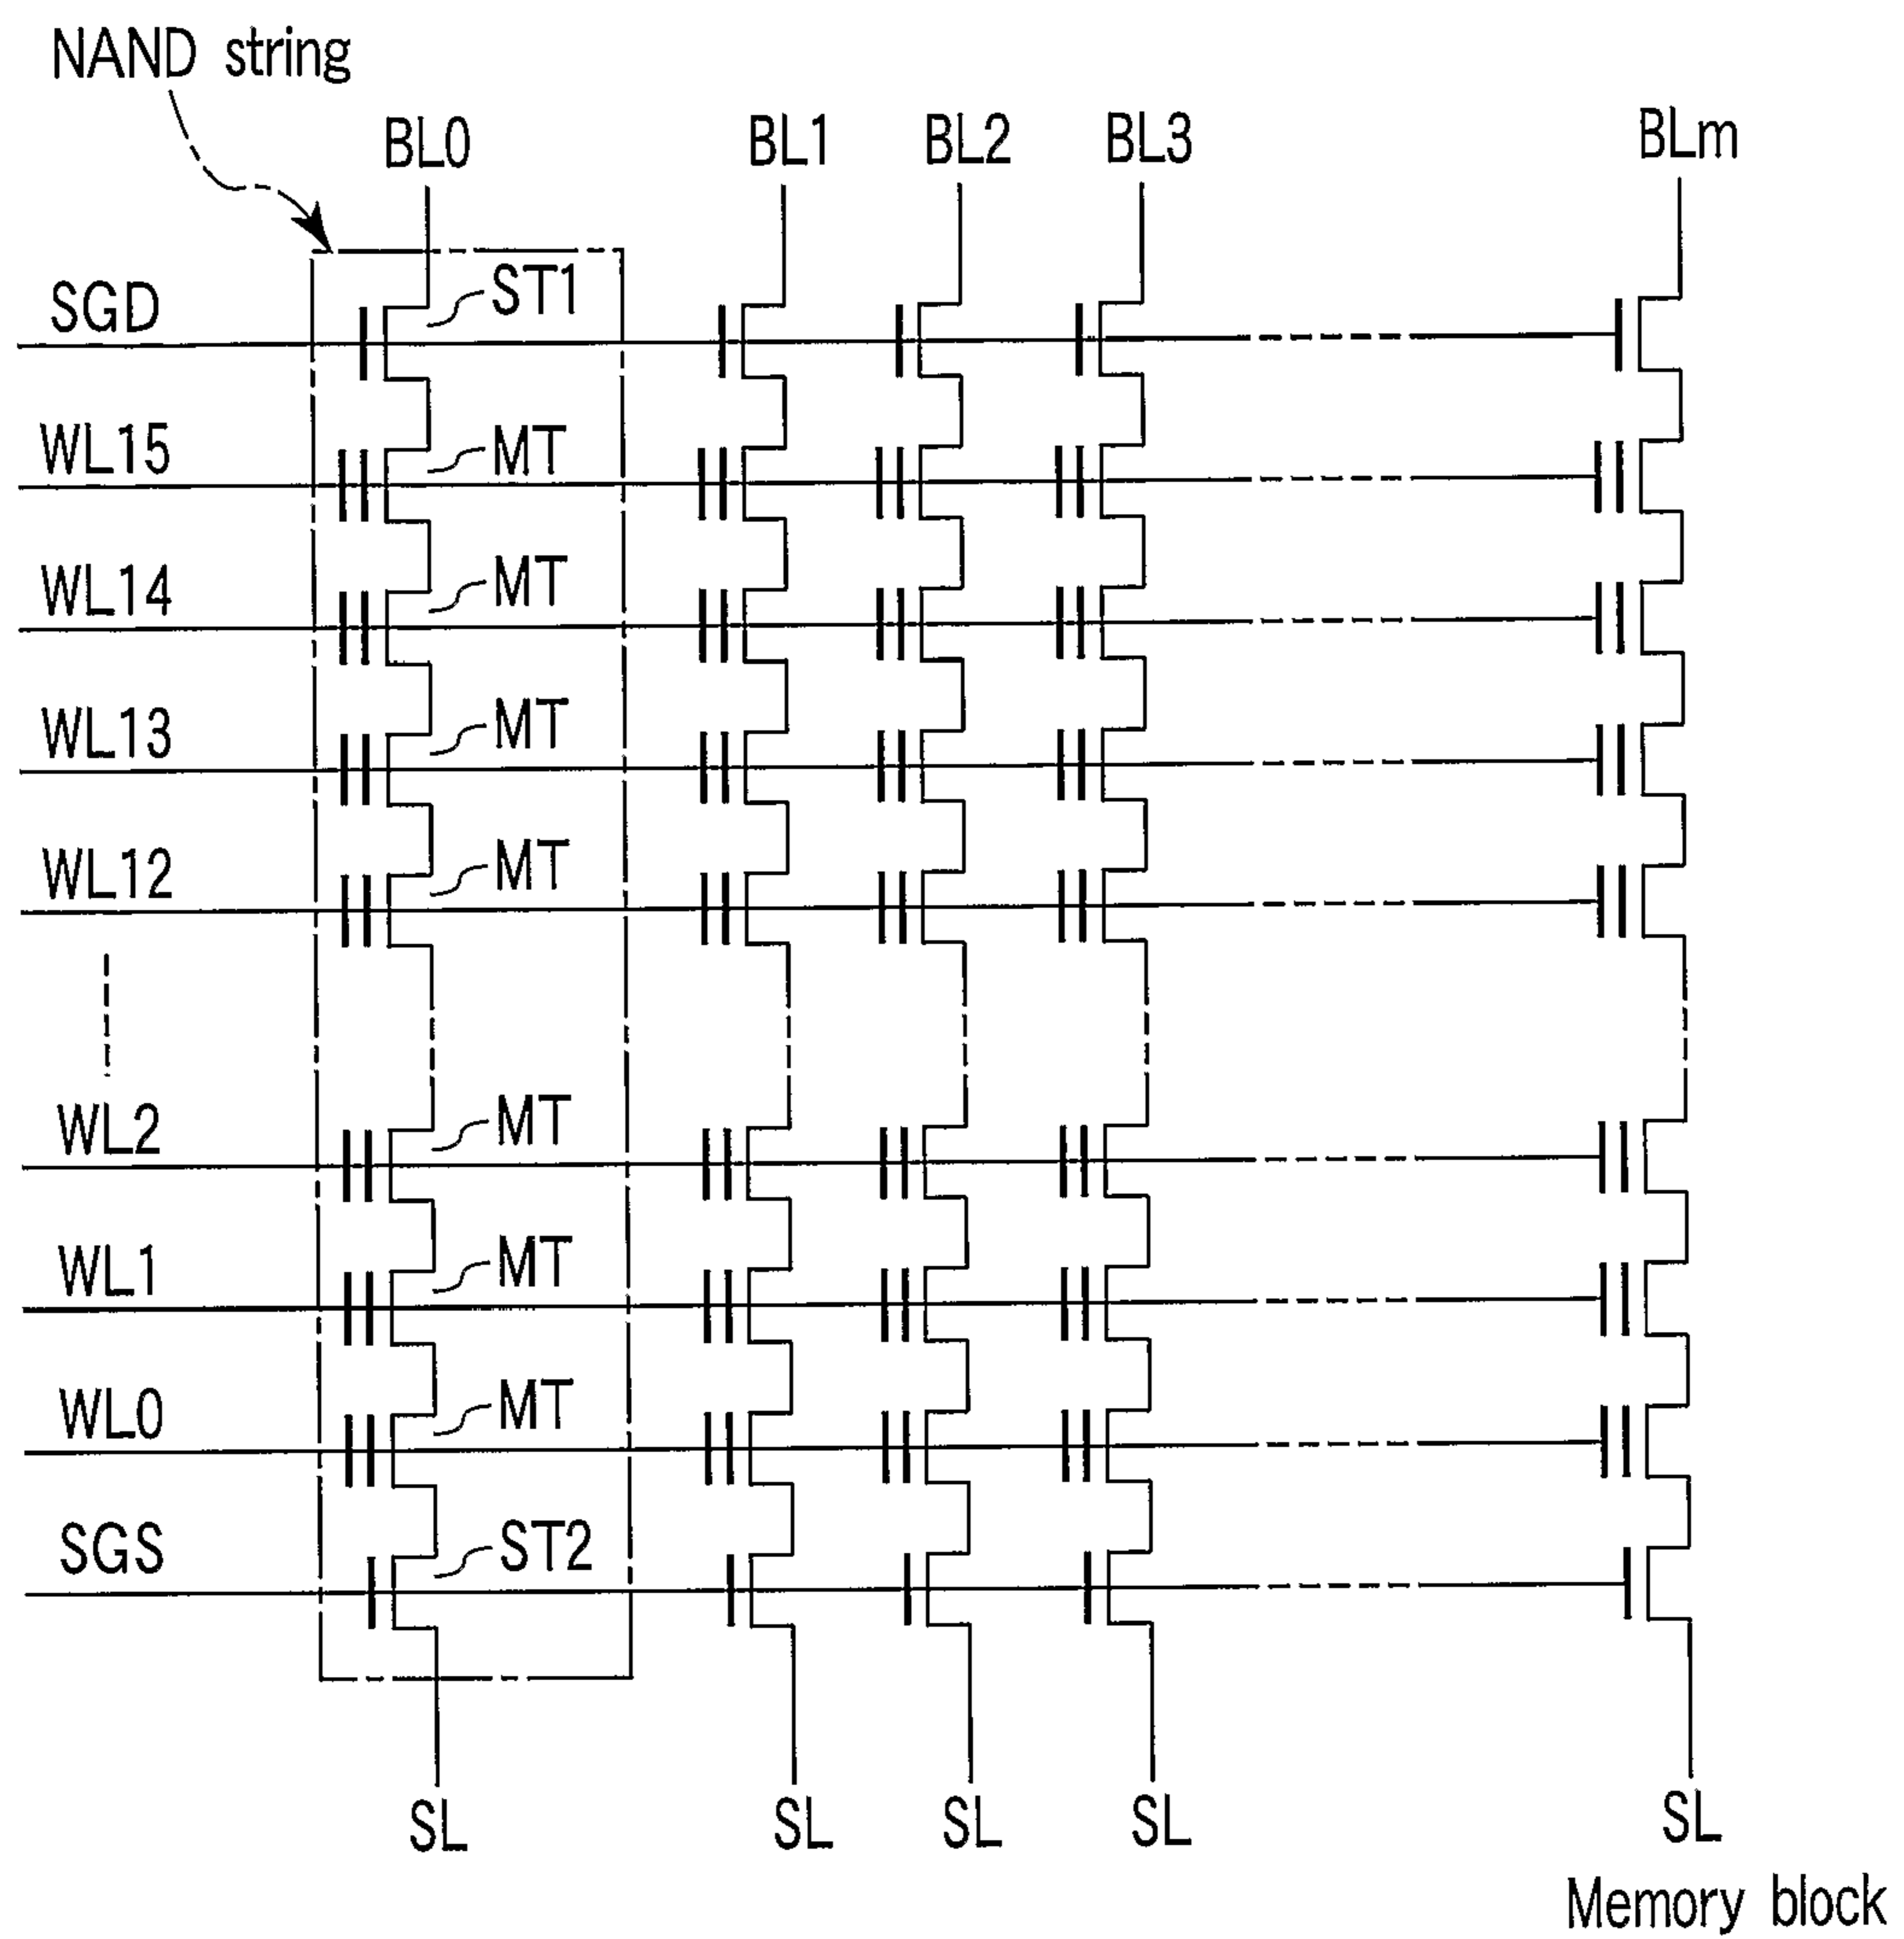 NAND string
BL0 BL1 BL2 BL3 BLm
SGD ST1
WL15 MT
WL14 MT
WL13 MT
WL12 MT
WL2 MT
WL1 MT
WL0 MT
SGS ST2
SL SL SL SL SL
Memory block